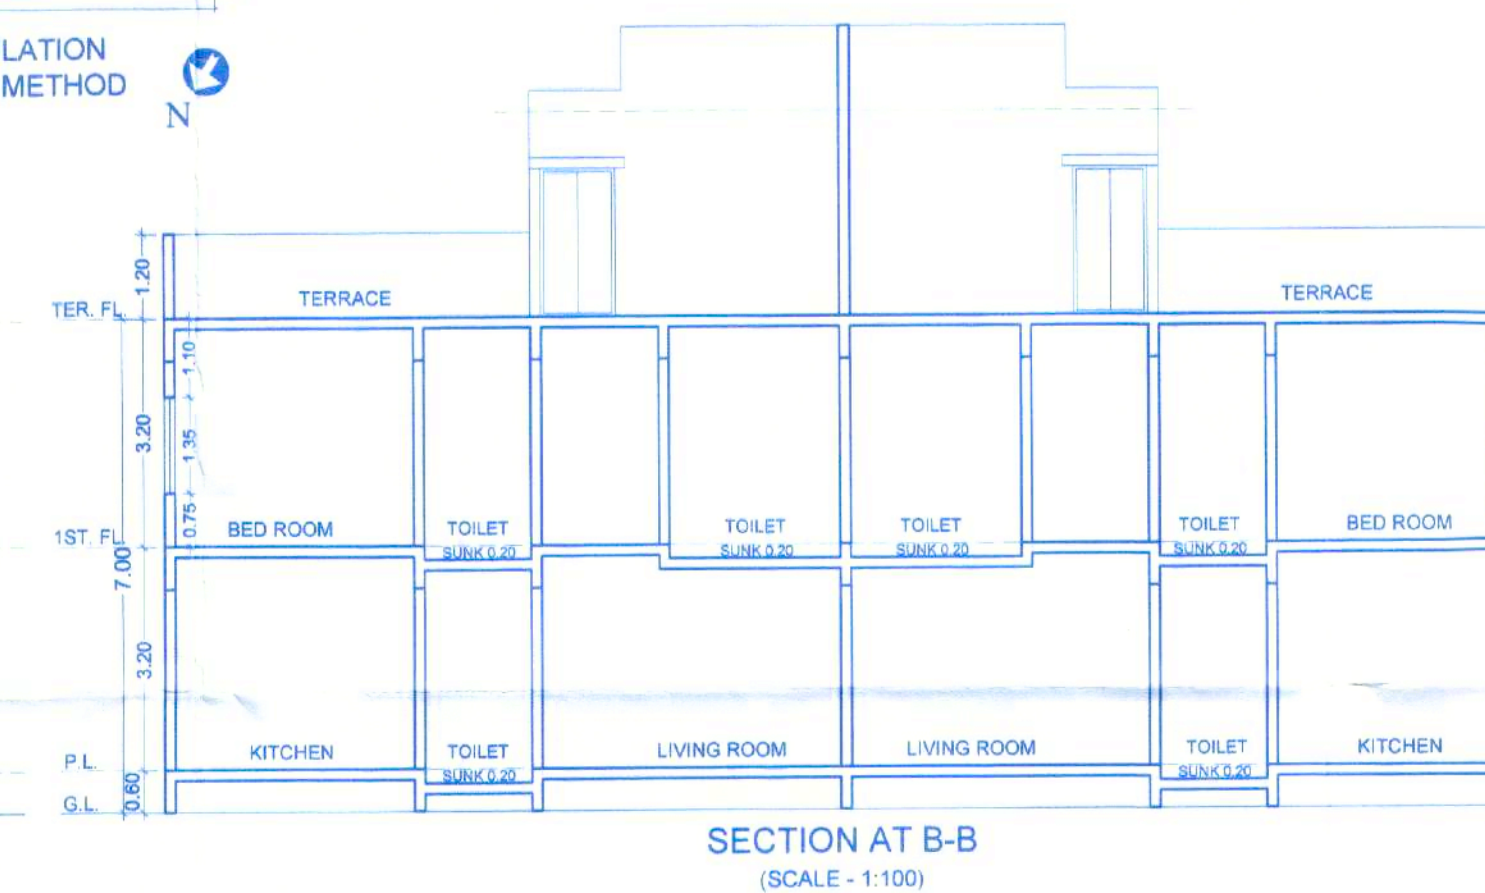 LATION
METHOD
N
1.20
TER. FL.
TERRACE
TERRACE
1.10
3.20
1.35
0.75
1ST. FL.
BED ROOM
TOILET
SUNK 0.20
TOILET
SUNK 0.20
TOILET
SUNK 0.20
TOILET
SUNK 0.20
BED ROOM
7.00
3.20
P.L.
KITCHEN
TOILET
SUNK 0.20
LIVING ROOM
LIVING ROOM
TOILET
SUNK 0.20
KITCHEN
0.60
G.L.
SECTION AT B-B
(SCALE - 1:100)